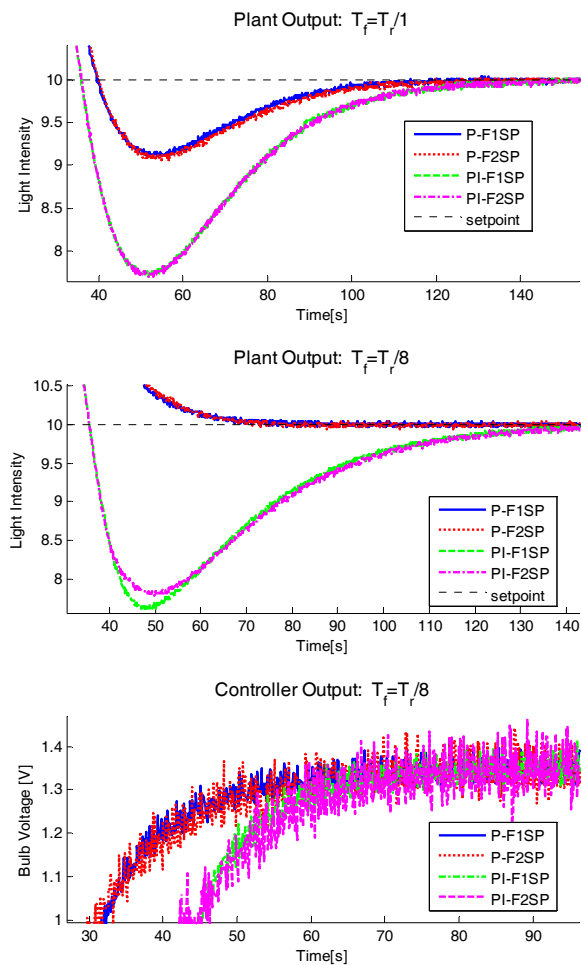 Plant Output: T_f=T_r/1
Light Intensity
10
9.5
9
8.5
8
P-F1SP
P-F2SP
PI-F1SP
PI-F2SP
setpoint
40 60 80 100 120 140
Time[s]
Plant Output: T_f=T_r/8
Light Intensity
10.5
10
9.5
9
8.5
8
P-F1SP
P-F2SP
PI-F1SP
PI-F2SP
setpoint
40 50 60 70 80 90 100 110 120 130 140
Time[s]
Controller Output: T_f=T_r/8
Bulb Voltage [V]
1.4
1.3
1.2
1.1
1
P-F1SP
P-F2SP
PI-F1SP
PI-F2SP
30 40 50 60 70 80 90
Time[s]